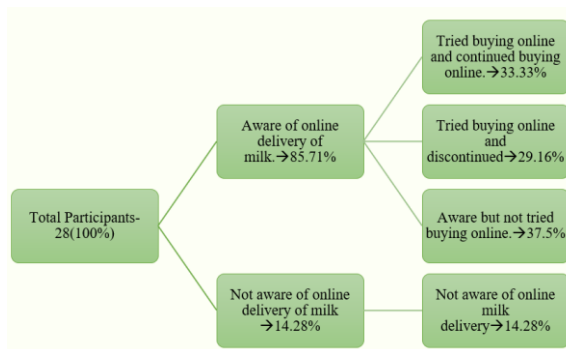 Total Participants-
28(100%)
Aware of online
delivery of
milk.→85.71%
Tried buying online
and continued buying
online.→33.33%
Tried buying online
and
discontinued→29.16%
Aware but not tried
buying online.→37.5%
Not aware of online
delivery of milk
→14.28%
Not aware of online
milk
delivery→14.28%